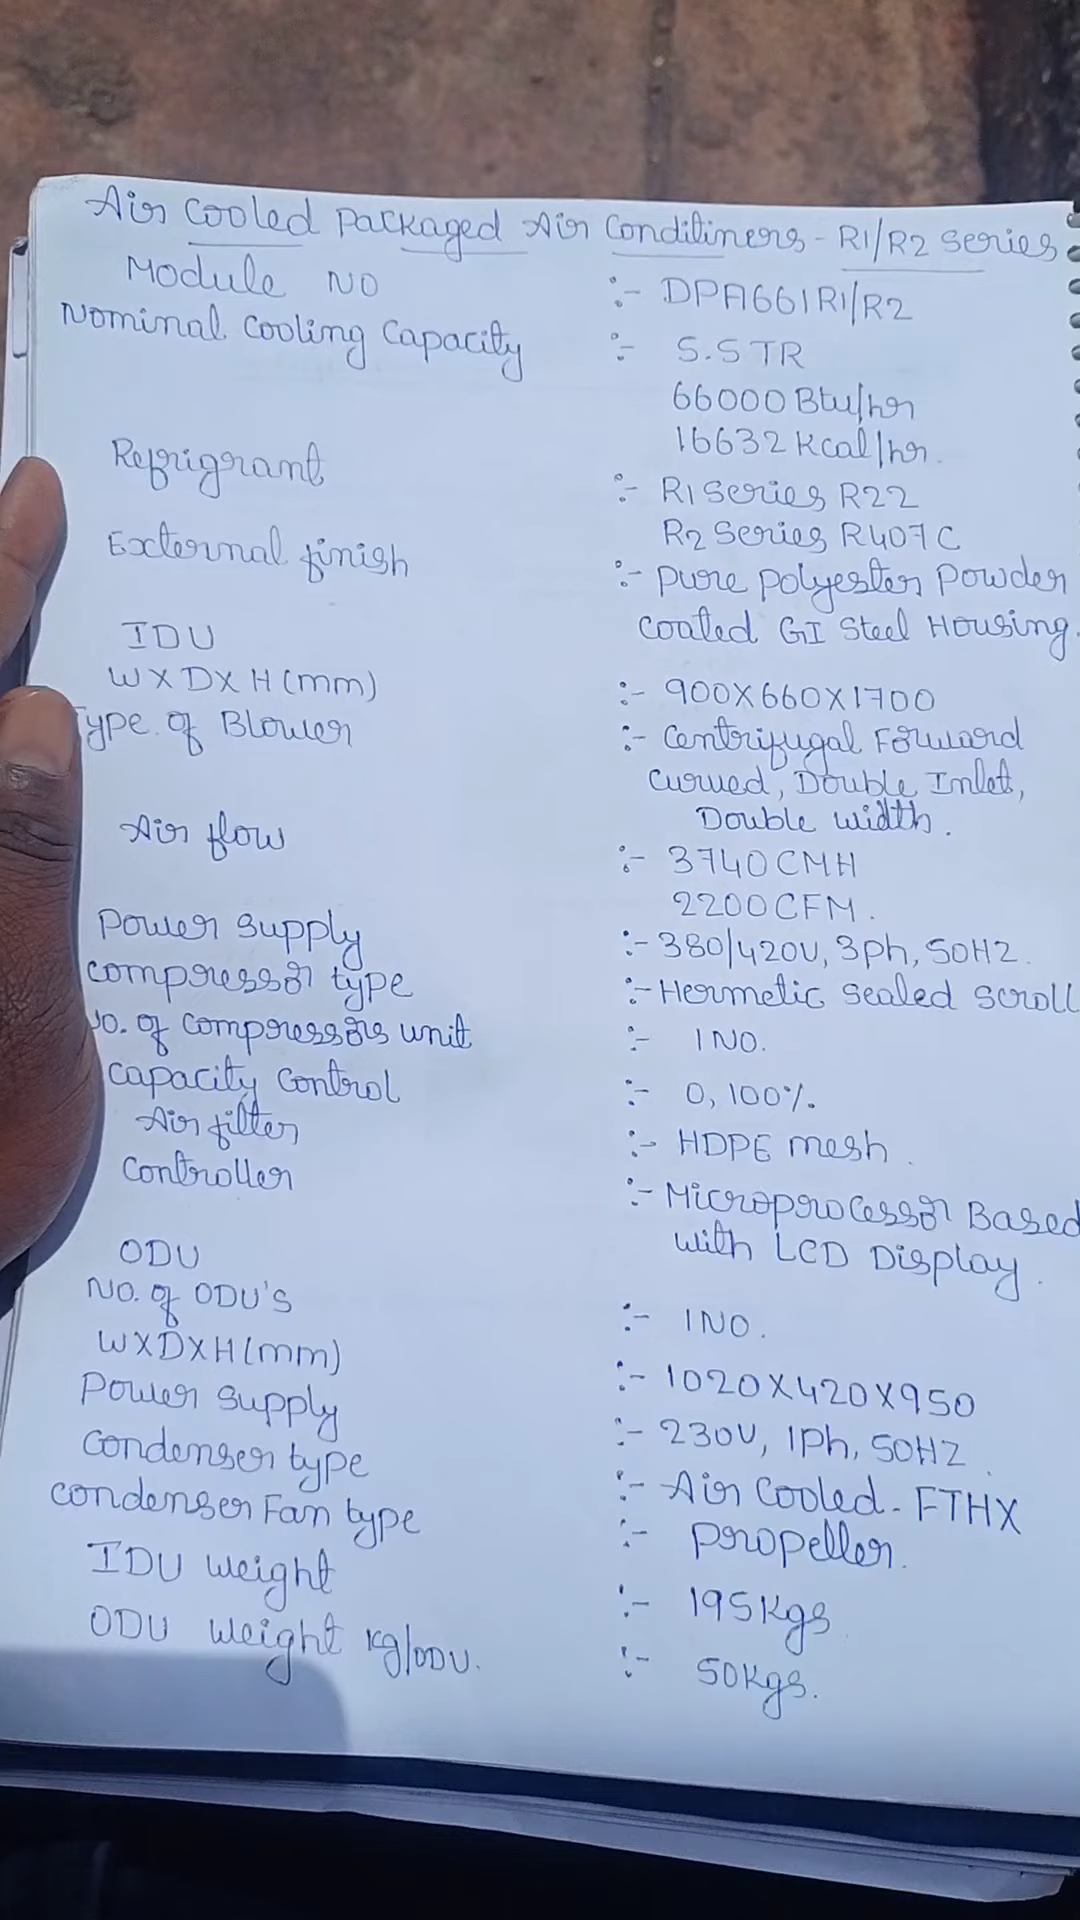 Air Cooled Packaged Air Conditiners - R1/R2 Series
Module NO :- DPA661R1/R2
Nominal Cooling Capacity :- 5.5 TR
66000 Btu/hr
16632 Kcal/hr.
Refrigrant :- R1 Series R22
R2 Series R407C
External finish :- Pure Polyester Powder
Coated GI Steel Housing.
IDU
WXDXH (mm) :- 900X660X1700
Type of Blower :- Centrifugal Forward
Curved, Double Inlet,
Double width.
Air flow :- 3740 CMH
2200 CFM.
Power Supply :- 380/420V, 3Ph, 50HZ.
compressor type :- Hermetic Sealed Scroll
No. of compressors unit :- 1 NO.
Capacity Control :- 0, 100%.
Air filter :- HDPE mesh.
Controller :- Microprocessor Based
with LCD Display.
ODU
NO. of ODU'S :- 1 NO.
WXDXH (mm) :- 1020X420X950
Power Supply :- 230V, 1Ph, 50HZ.
Condenser type :- Air Cooled - FTHX
Condenser Fan type :- Propeller.
IDU weight :- 195Kgs
ODU weight kg/ODU. :- 50Kgs.